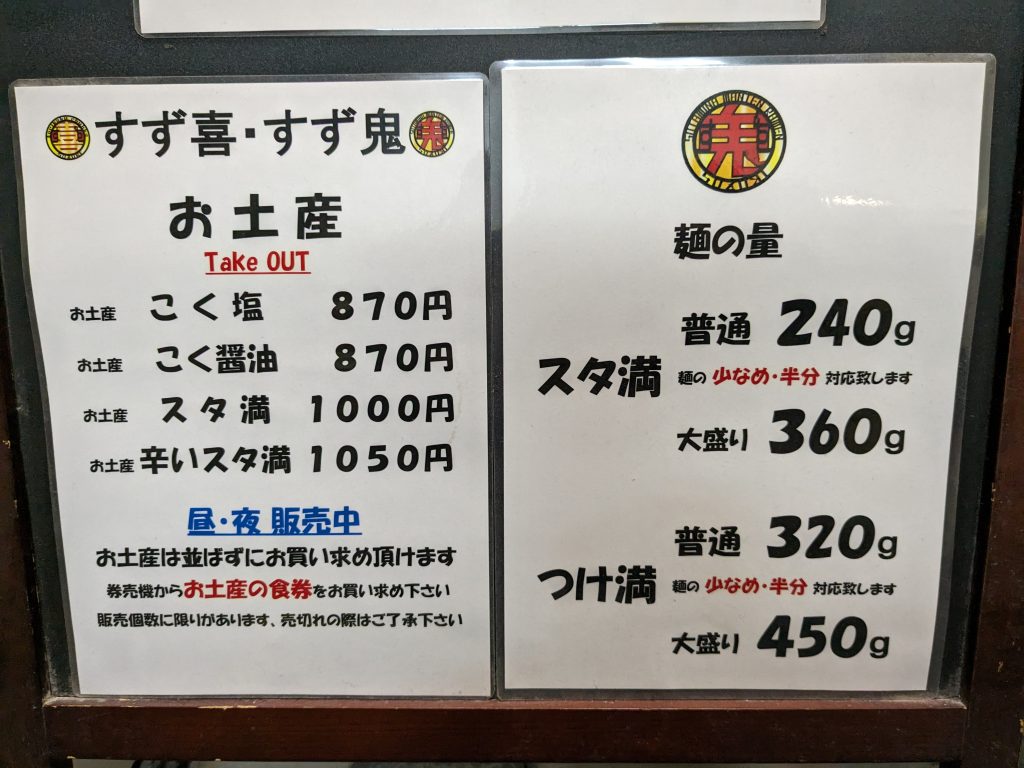 すず喜・すず鬼
お土産
Take OUT
お土産 こく塩 870円
お土産 こく醤油 870円
お土産 スタ満 1000円
お土産 辛いスタ満 1050円
昼・夜 販売中
お土産は並ばずにお買い求め頂けます
券売機からお土産の食券をお買い求め下さい
販売個数に限りがあります、売切れの際はご了承下さい
鬼
麺の量
スタ満
普通 240g
麺の 少なめ・半分 対応致します
大盛り 360g
つけ満
普通 320g
麺の 少なめ・半分 対応致します
大盛り 450g